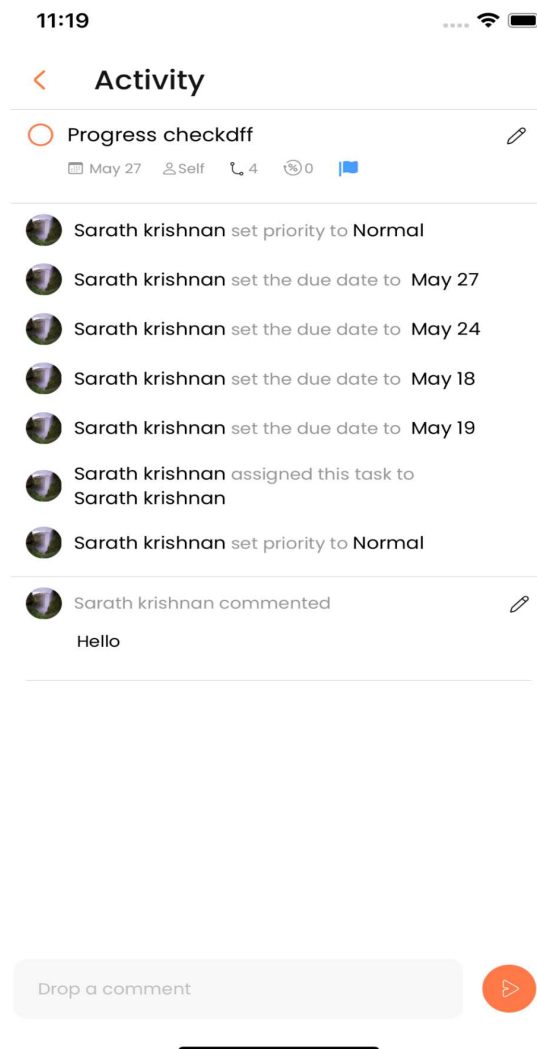 11:19
Activity
Progress checkdff
May 27 Self 4 % 0
Sarath krishnan set priority to Normal
Sarath krishnan set the due date to May 27
Sarath krishnan set the due date to May 24
Sarath krishnan set the due date to May 18
Sarath krishnan set the due date to May 19
Sarath krishnan assigned this task to
Sarath krishnan
Sarath krishnan set priority to Normal
Sarath krishnan commented
Hello
Drop a comment